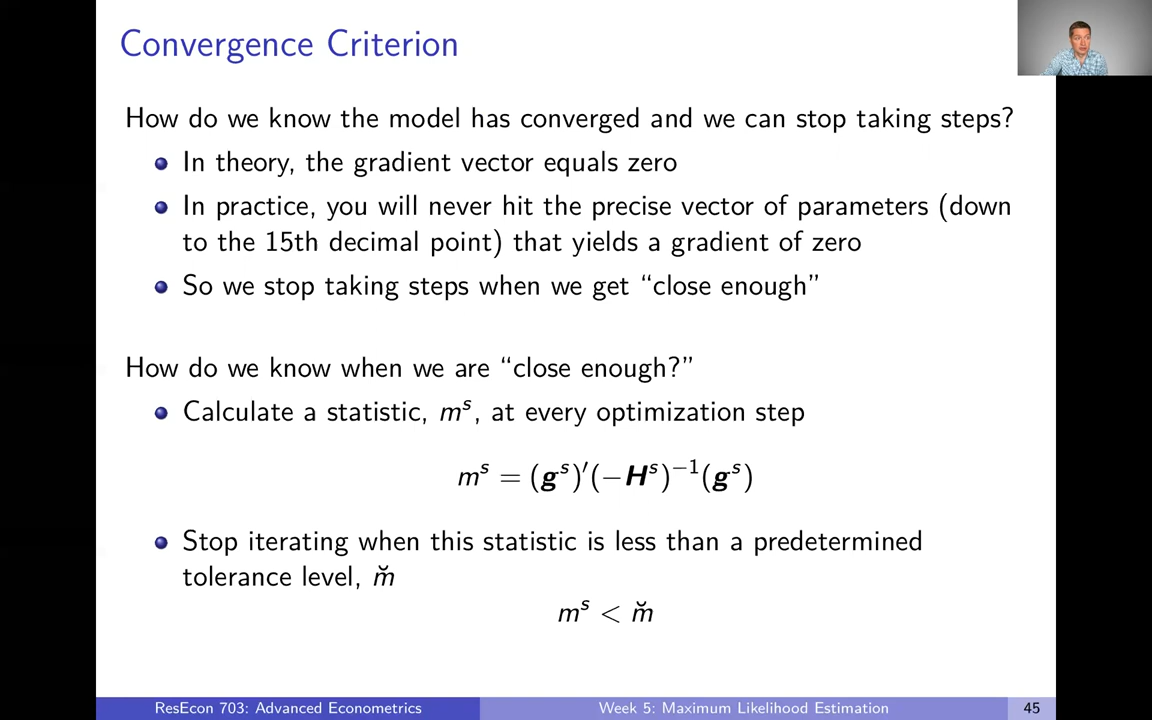 Convergence Criterion
How do we know the model has converged and we can stop taking steps?
In theory, the gradient vector equals zero
In practice, you will never hit the precise vector of parameters (down
to the 15th decimal point) that yields a gradient of zero
So we stop taking steps when we get “close enough”
How do we know when we are “close enough?”
Calculate a statistic, mˢ, at every optimization step
mˢ = (gˢ)′(−Hˢ)⁻¹(gˢ)
Stop iterating when this statistic is less than a predetermined
tolerance level, m̆
mˢ < m̆
ResEcon 703: Advanced Econometrics Week 5: Maximum Likelihood Estimation 45